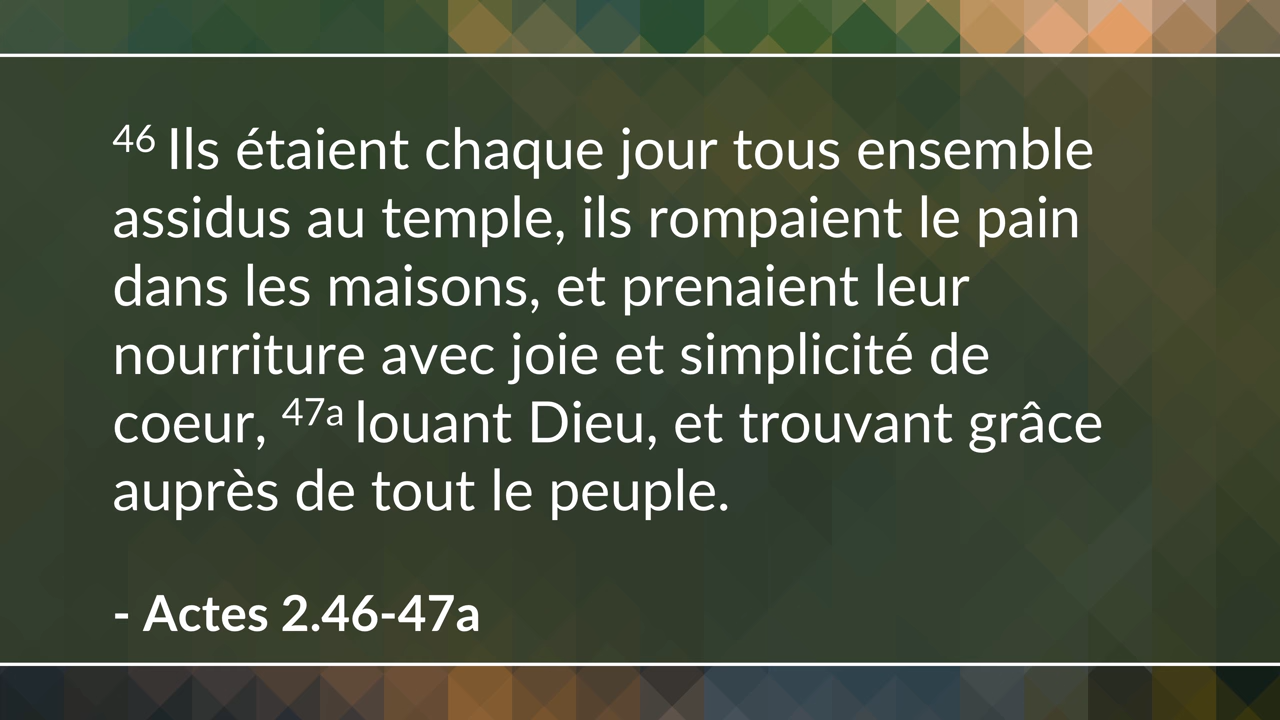 46 Ils étaient chaque jour tous ensemble
assidus au temple, ils rompaient le pain
dans les maisons, et prenaient leur
nourriture avec joie et simplicité de
coeur, 47a louant Dieu, et trouvant grâce
auprès de tout le peuple.
- Actes 2.46-47a